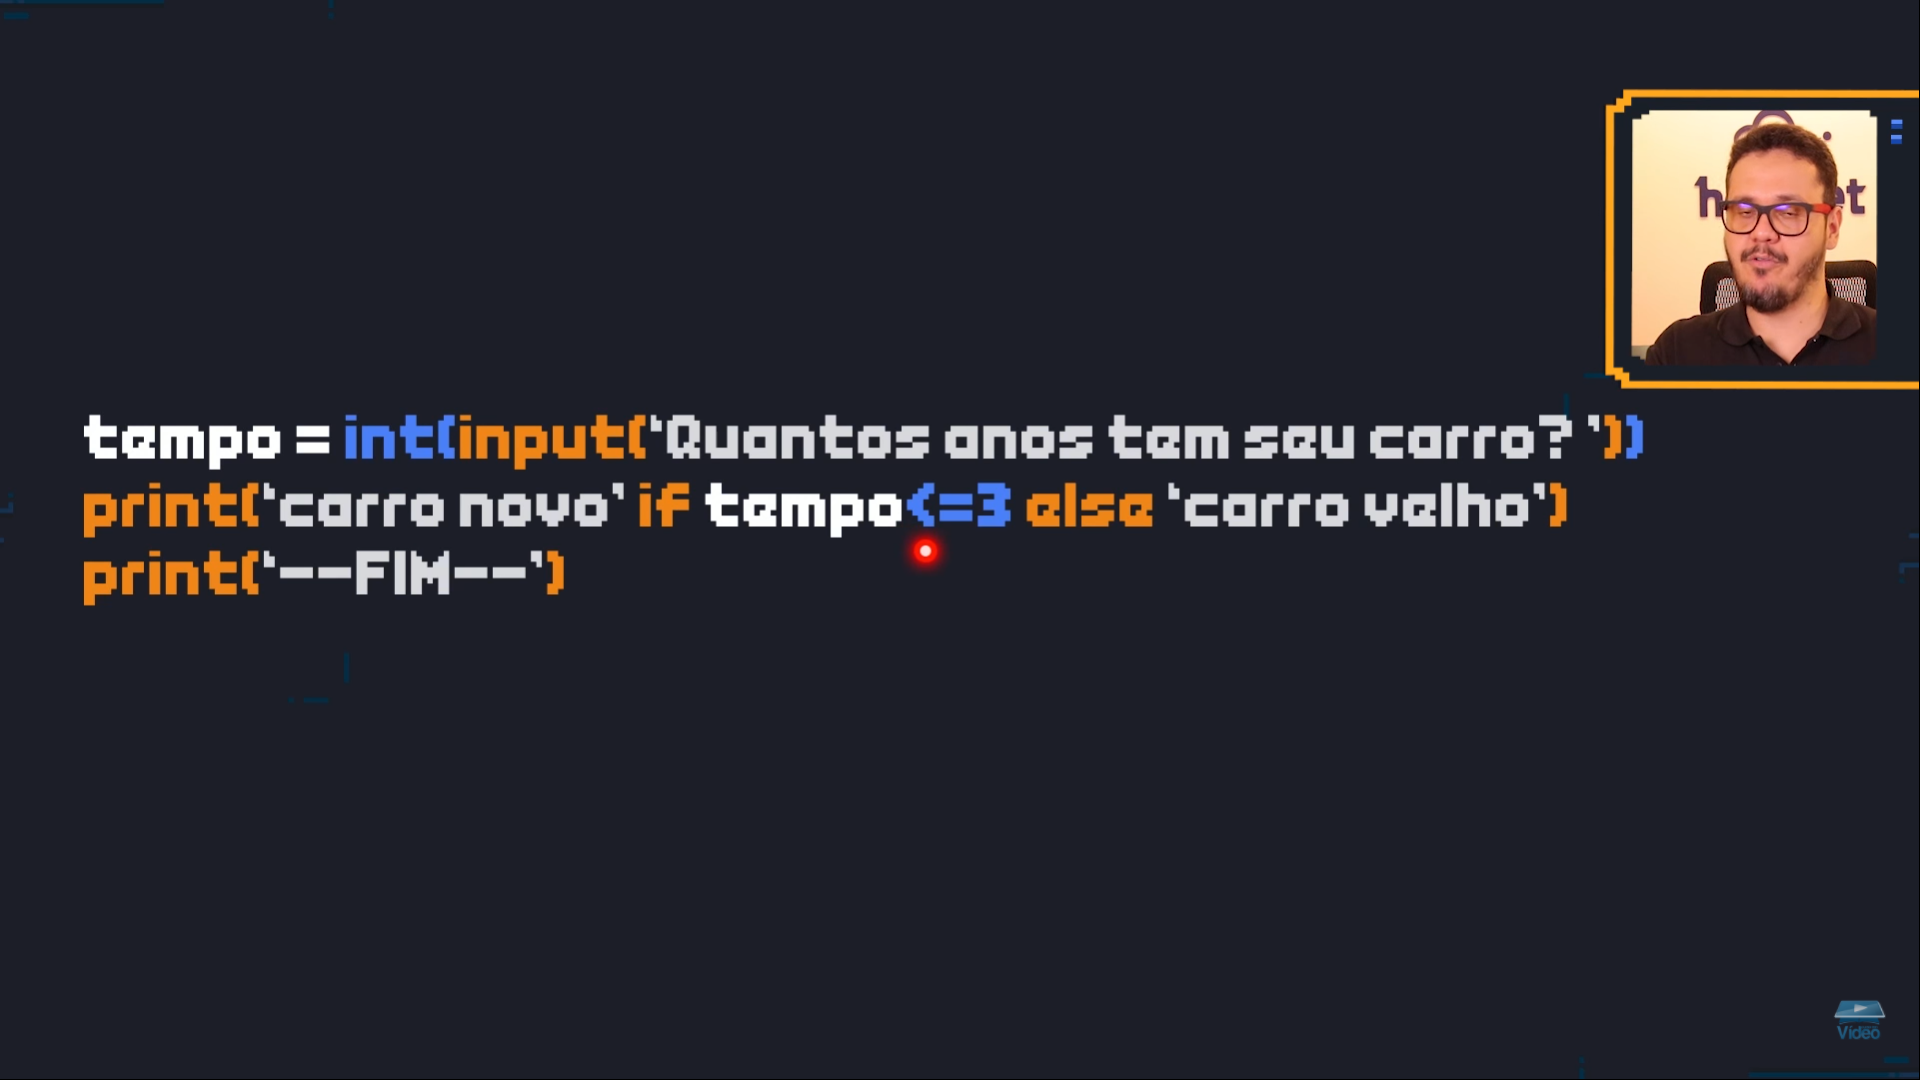 tempo = int(input(‘Quantos anos tem seu carro? ’))
print(‘carro novo’ if tempo<=3 else ‘carro velho’)
print(‘--FIM--’)
Vídeo